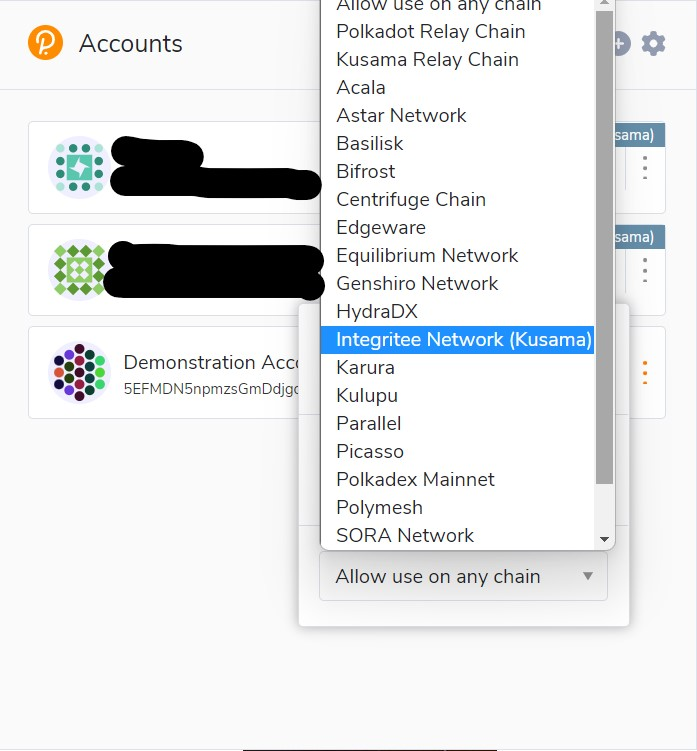 Accounts
Allow use on any chain
Polkadot Relay Chain
Kusama Relay Chain
Acala
Astar Network
Basilisk
Bifrost
Centrifuge Chain
Edgeware
Equilibrium Network
Genshiro Network
HydraDX
Integritee Network (Kusama)
Karura
Kulupu
Parallel
Picasso
Polkadex Mainnet
Polymesh
SORA Network
Allow use on any chain
sama)
sama)
Demonstration Acc
5EFMDN5npmzsGmDdjg